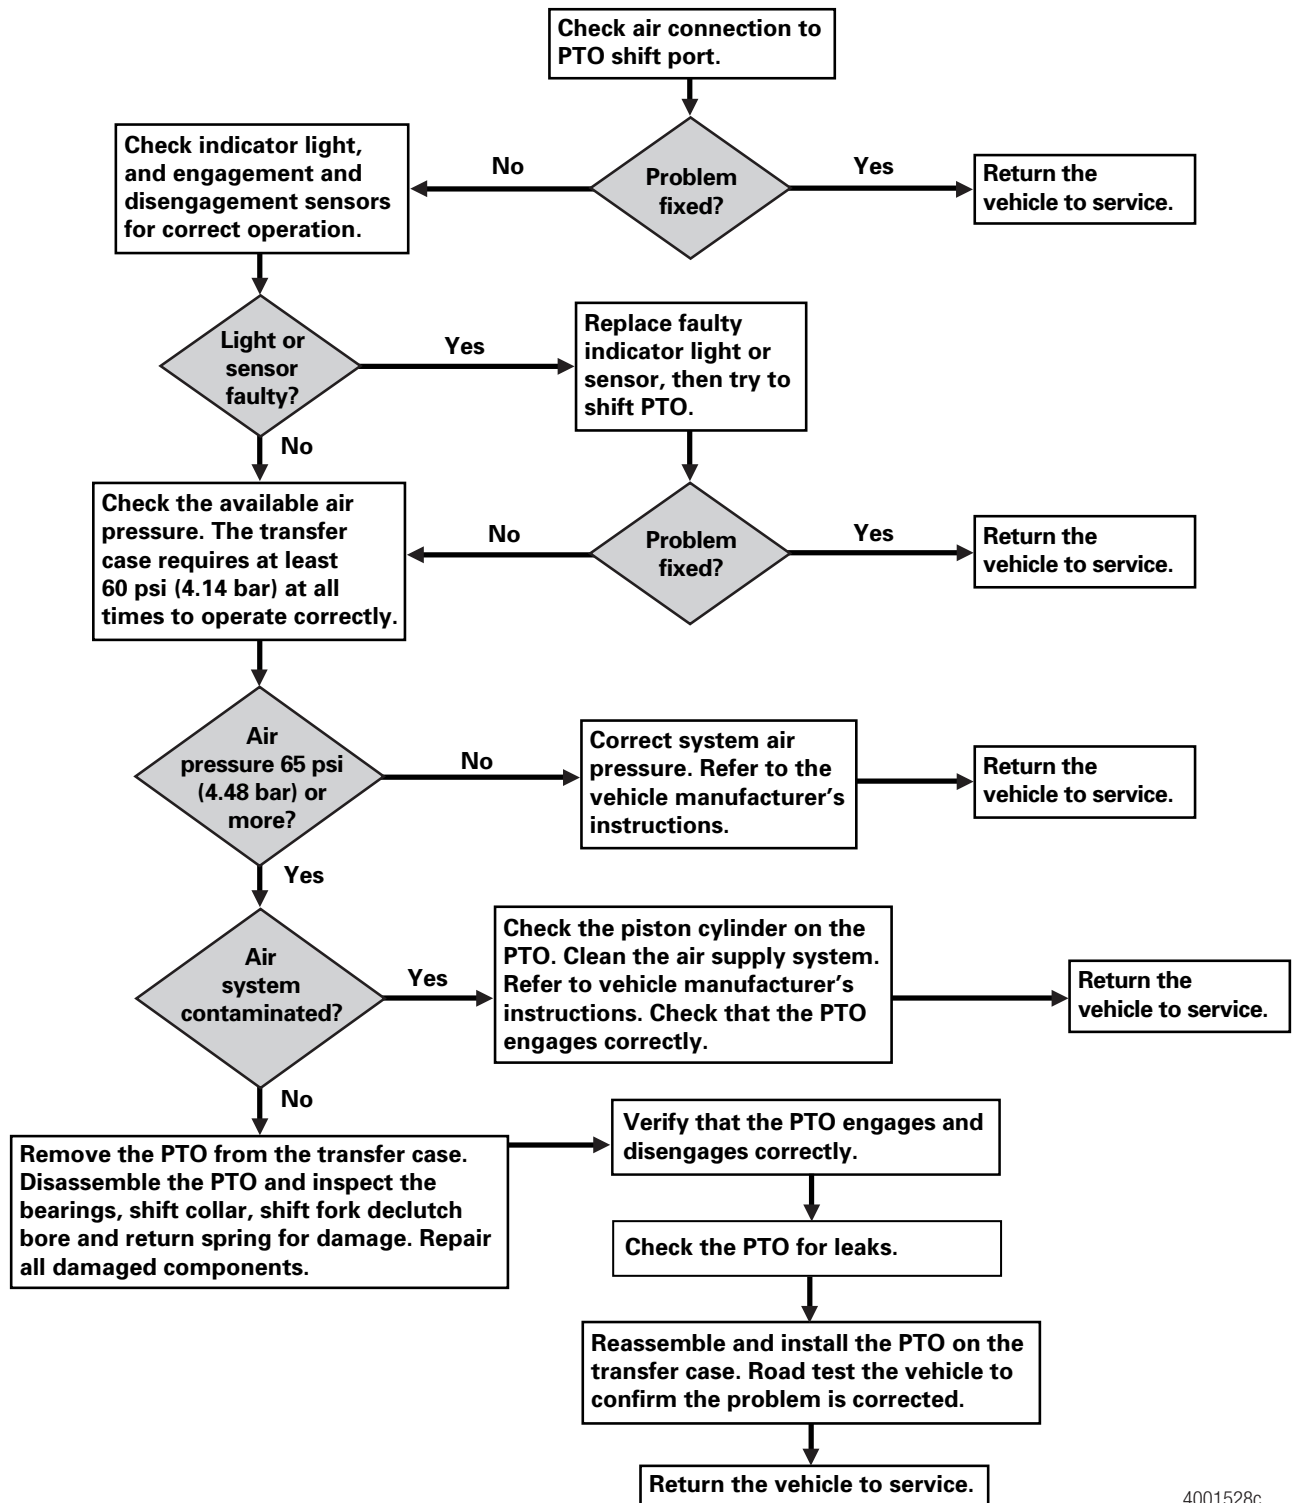 Check air connection to
PTO shift port.
Check indicator light,
and engagement and
disengagement sensors
for correct operation.
No
Problem
fixed?
Yes
Return the
vehicle to service.
Light or
sensor
faulty?
Yes
Replace faulty
indicator light or
sensor, then try to
shift PTO.
No
Check the available air
pressure. The transfer
case requires at least
60 psi (4.14 bar) at all
times to operate correctly.
No
Problem
fixed?
Yes
Return the
vehicle to service.
Air
pressure 65 psi
(4.48 bar) or
more?
No
Correct system air
pressure. Refer to the
vehicle manufacturer's
instructions.
Return the
vehicle to service.
Yes
Air
system
contaminated?
Yes
Check the piston cylinder on the
PTO. Clean the air supply system.
Refer to vehicle manufacturer's
instructions. Check that the PTO
engages correctly.
Return the
vehicle to service.
No
Remove the PTO from the transfer case.
Disassemble the PTO and inspect the
bearings, shift collar, shift fork declutch
bore and return spring for damage. Repair
all damaged components.
Verify that the PTO engages and
disengages correctly.
Check the PTO for leaks.
Reassemble and install the PTO on the
transfer case. Road test the vehicle to
confirm the problem is corrected.
Return the vehicle to service.
4001528c